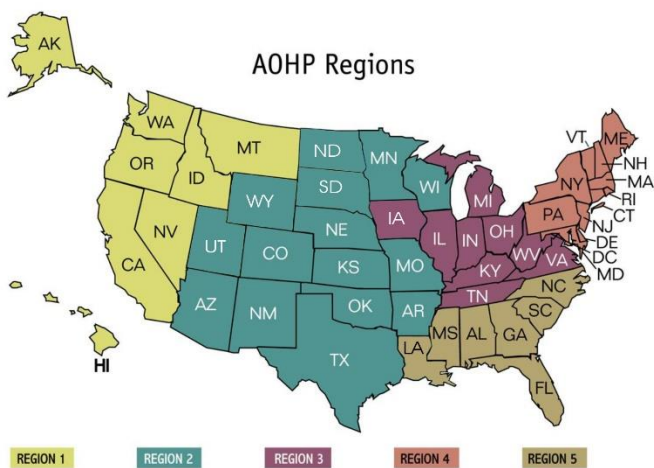 AK
AOHP Regions
WA
MT
ND
MN
VT
ME
OR
ID
SD
WI
MI
NY
NH
MA
WY
RI
CT
NV
NE
IA
PA
NJ
DE
DC
MD
CA
UT
CO
KS
MO
IL
IN
OH
WV
VA
KY
AZ
NM
OK
AR
TN
NC
SC
TX
LA
MS
AL
GA
FL
HI
REGION 1
REGION 2
REGION 3
REGION 4
REGION 5